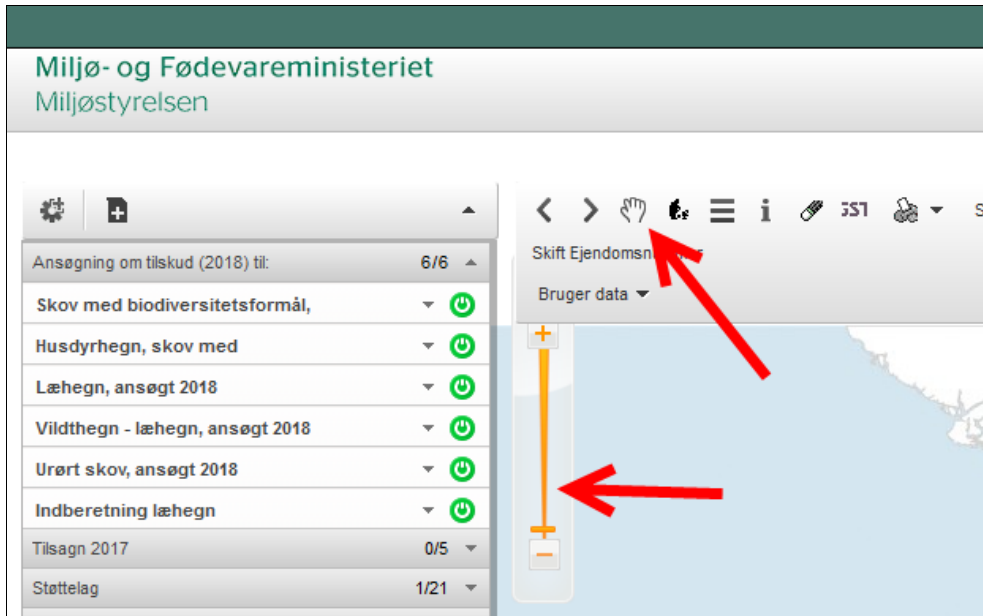 Miljø- og Fødevareministeriet
Miljøstyrelsen
Skift Ejendomsn
Bruger data
Ansøgning om tilskud (2018) til: 6/6
Skov med biodiversitetsformål,
Husdyrhegn, skov med
Læhegn, ansøgt 2018
Vildthegn - læhegn, ansøgt 2018
Urørt skov, ansøgt 2018
Indberetning læhegn
Tilsagn 2017 0/5
Støttelag 1/21